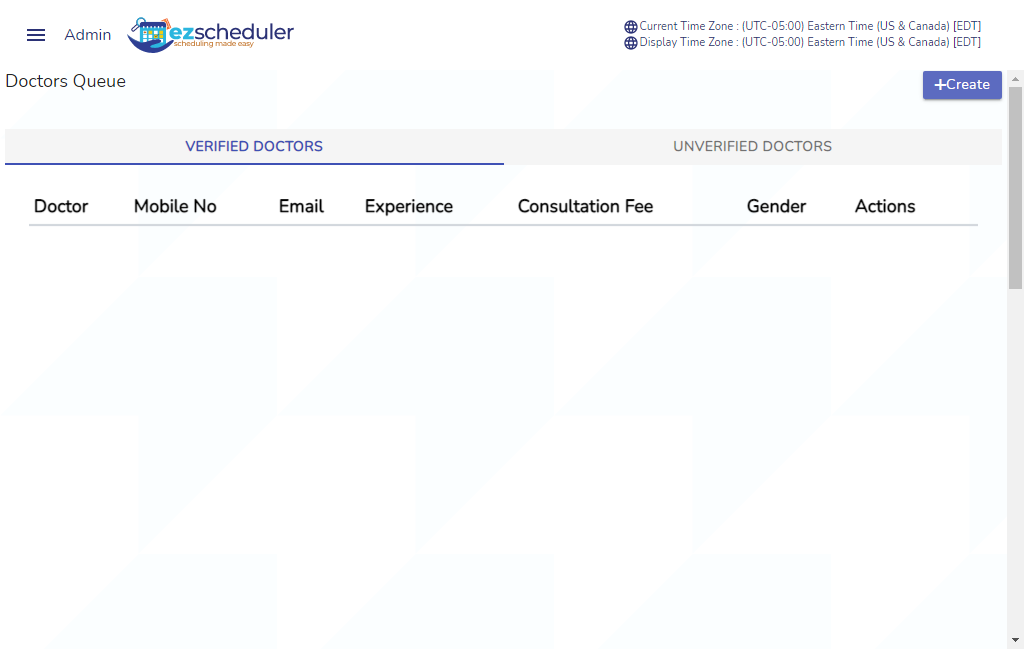 Admin
ezscheduler
scheduling made easy
Current Time Zone : (UTC-05:00) Eastern Time (US & Canada) [EDT]
Display Time Zone : (UTC-05:00) Eastern Time (US & Canada) [EDT]
Doctors Queue
+Create
VERIFIED DOCTORS
UNVERIFIED DOCTORS
Doctor Mobile No Email Experience Consultation Fee Gender Actions